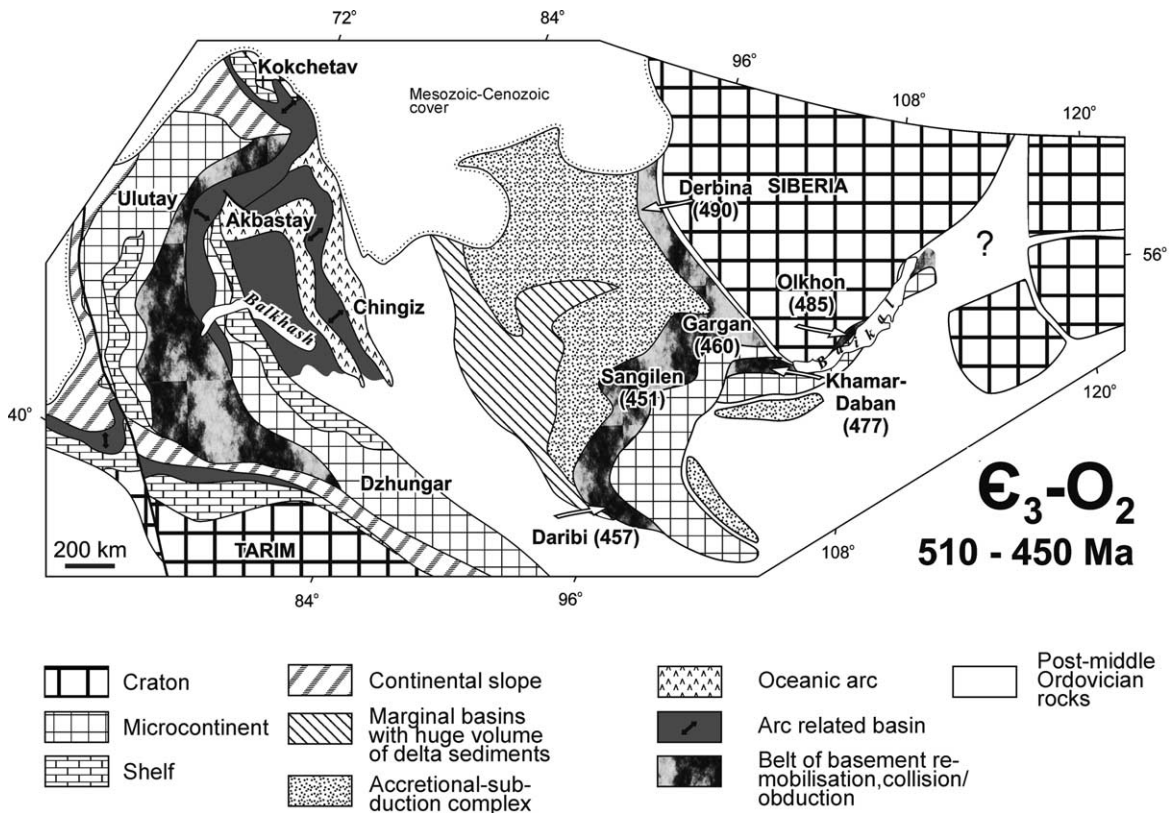 72°
84°
96°
Kokchetav
Mesozoic-Cenozoic
cover
108°
120°
Derbina
(490)
SIBERIA
Ulutay
Akbastay
?
56°
Olkhon
(485)
Balkhash
Chingiz
Baikal
Gargan
(460)
Sangilen
(451)
Khamar-
Daban
(477)
120°
40°
Dzhungar
Є₃-O₂
510 - 450 Ma
200 km
TARIM
Daribi (457)
108°
84°
96°
Craton
Microcontinent
Shelf
Continental slope
Marginal basins
with huge volume
of delta sediments
Accretional-sub-
duction complex
Oceanic arc
Arc related basin
Belt of basement re-
mobilisation,collision/
obduction
Post-middle
Ordovician
rocks